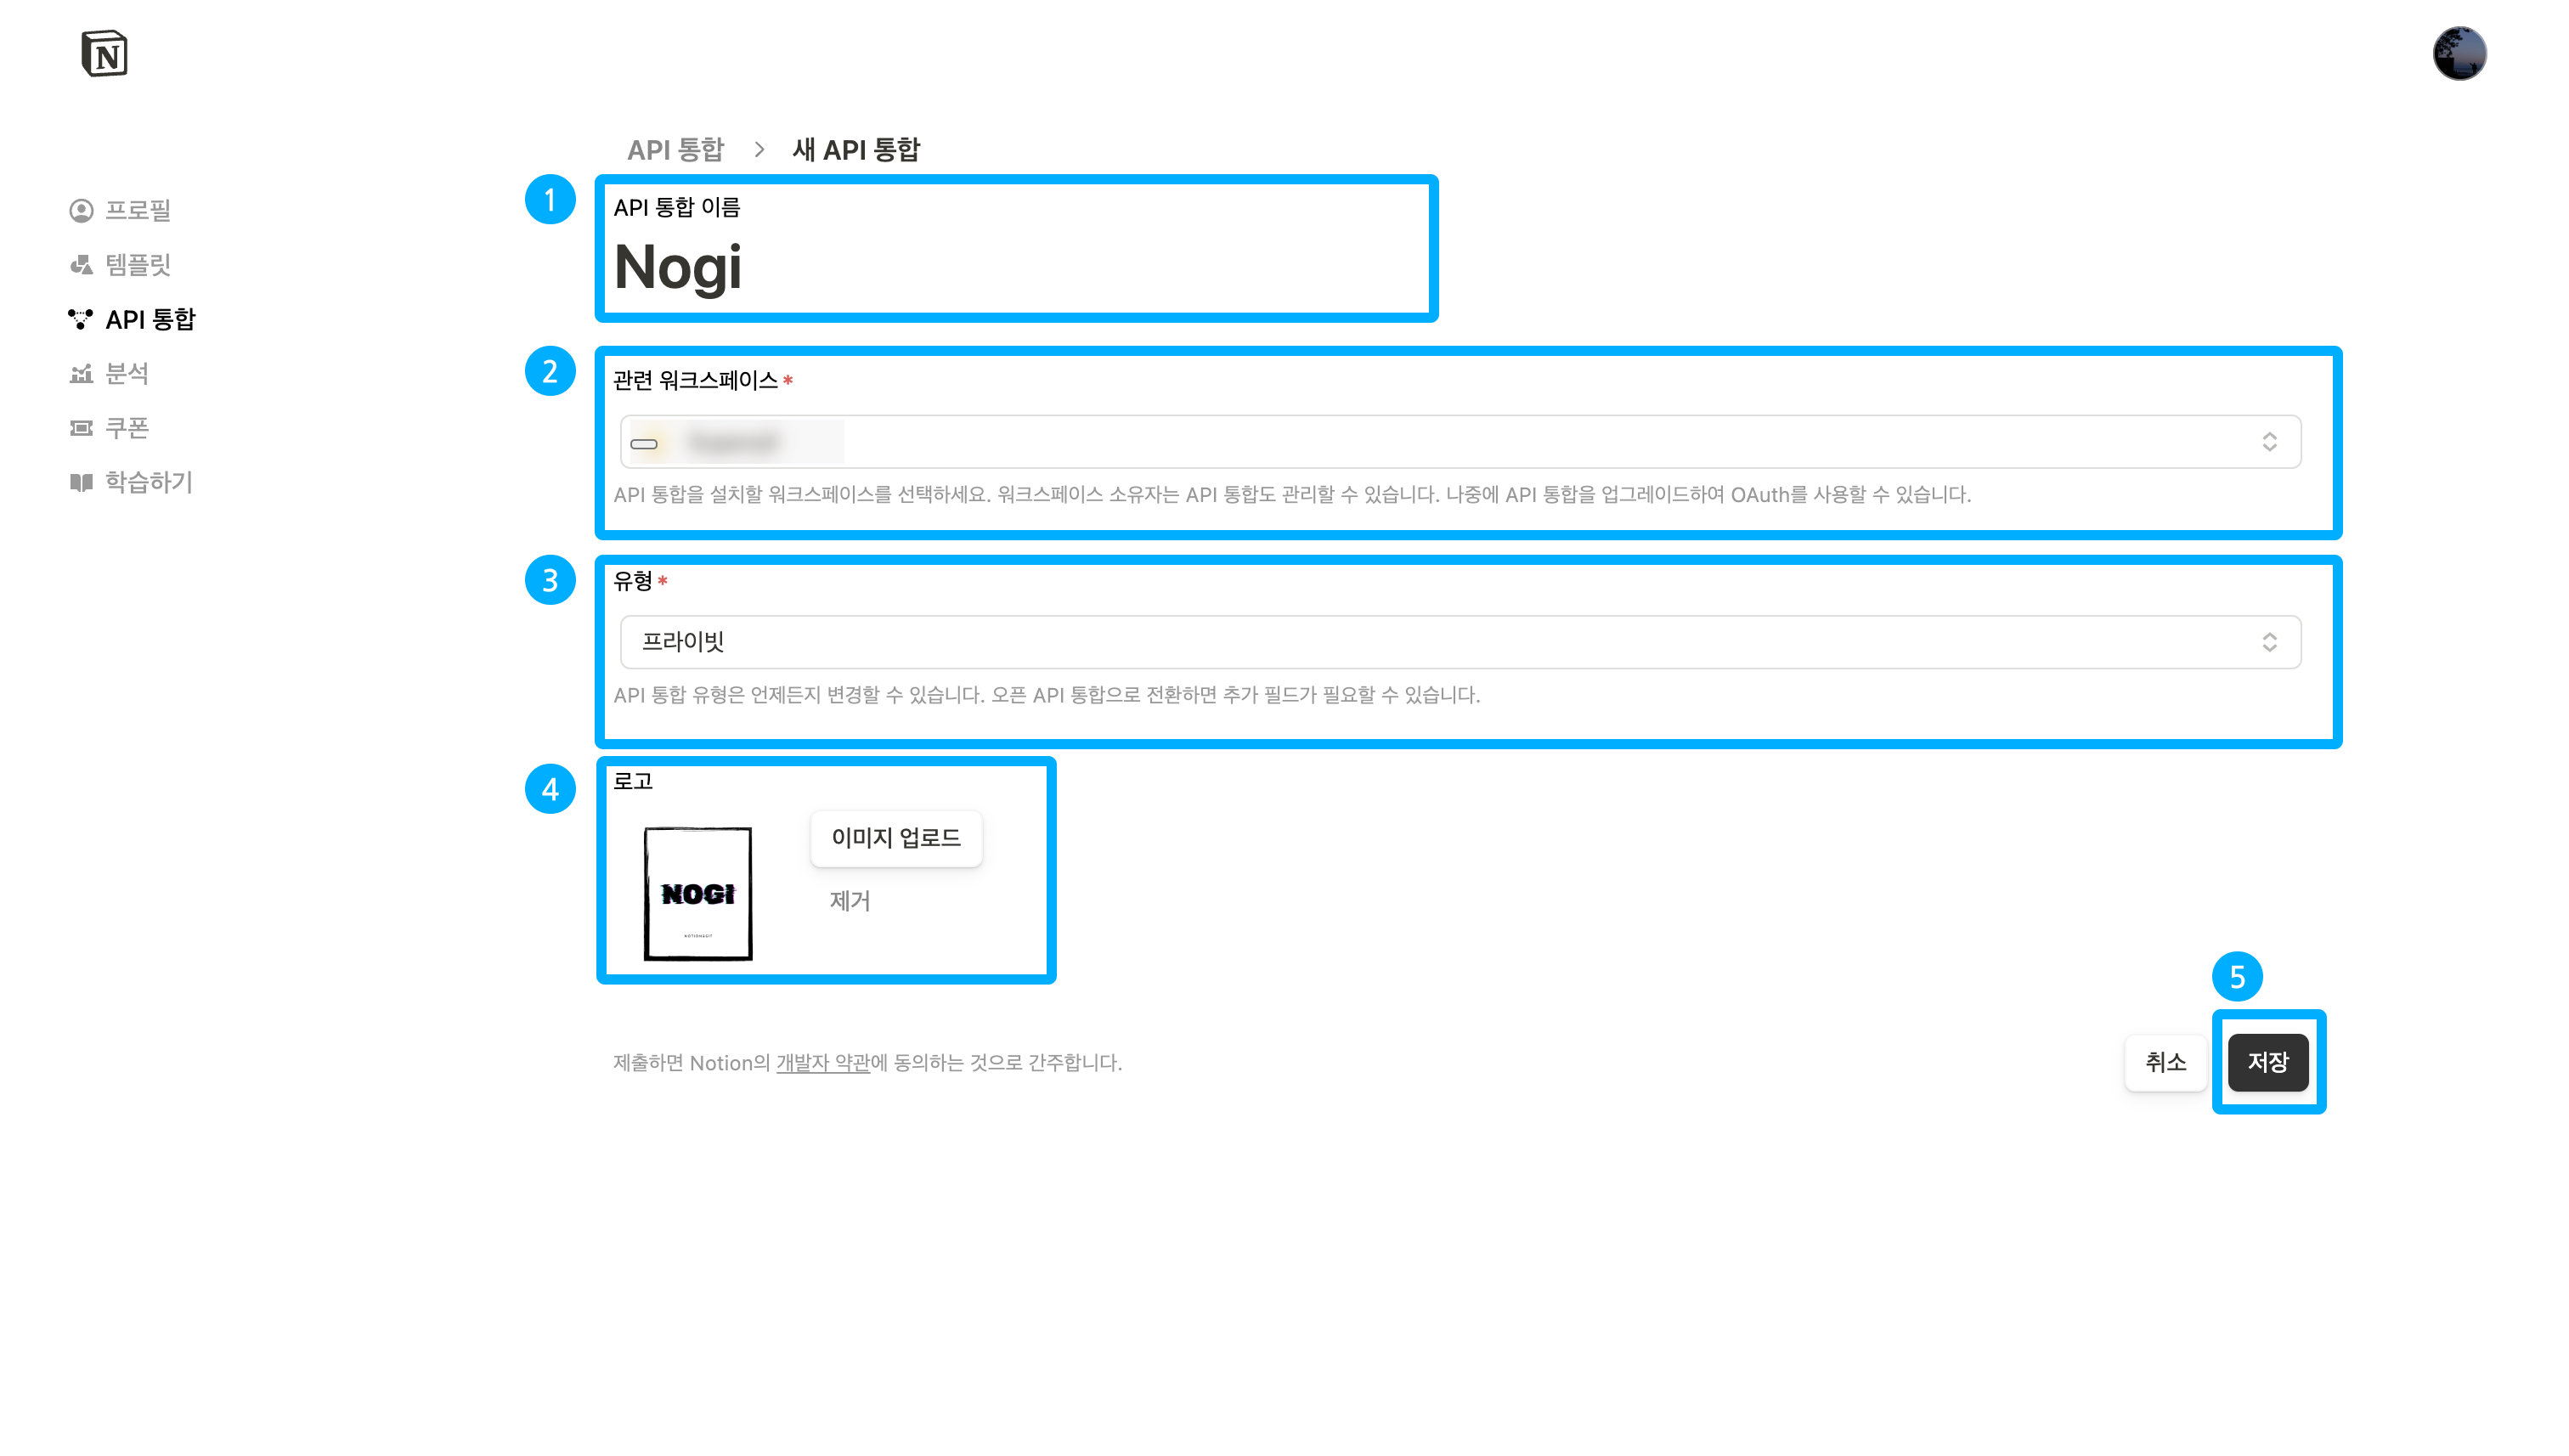 N
API 통합 > 새 API 통합
프로필
템플릿
API 통합
분석
쿠폰
학습하기
1
API 통합 이름
Nogi
2
관련 워크스페이스 *
API 통합을 설치할 워크스페이스를 선택하세요. 워크스페이스 소유자는 API 통합도 관리할 수 있습니다. 나중에 API 통합을 업그레이드하여 OAuth를 사용할 수 있습니다.
3
유형 *
프라이빗
API 통합 유형은 언제든지 변경할 수 있습니다. 오픈 API 통합으로 전환하면 추가 필드가 필요할 수 있습니다.
4
로고
이미지 업로드
제거
NOGI
NOTIONEGIT
5
제출하면 Notion의 개발자 약관에 동의하는 것으로 간주합니다.
취소
저장